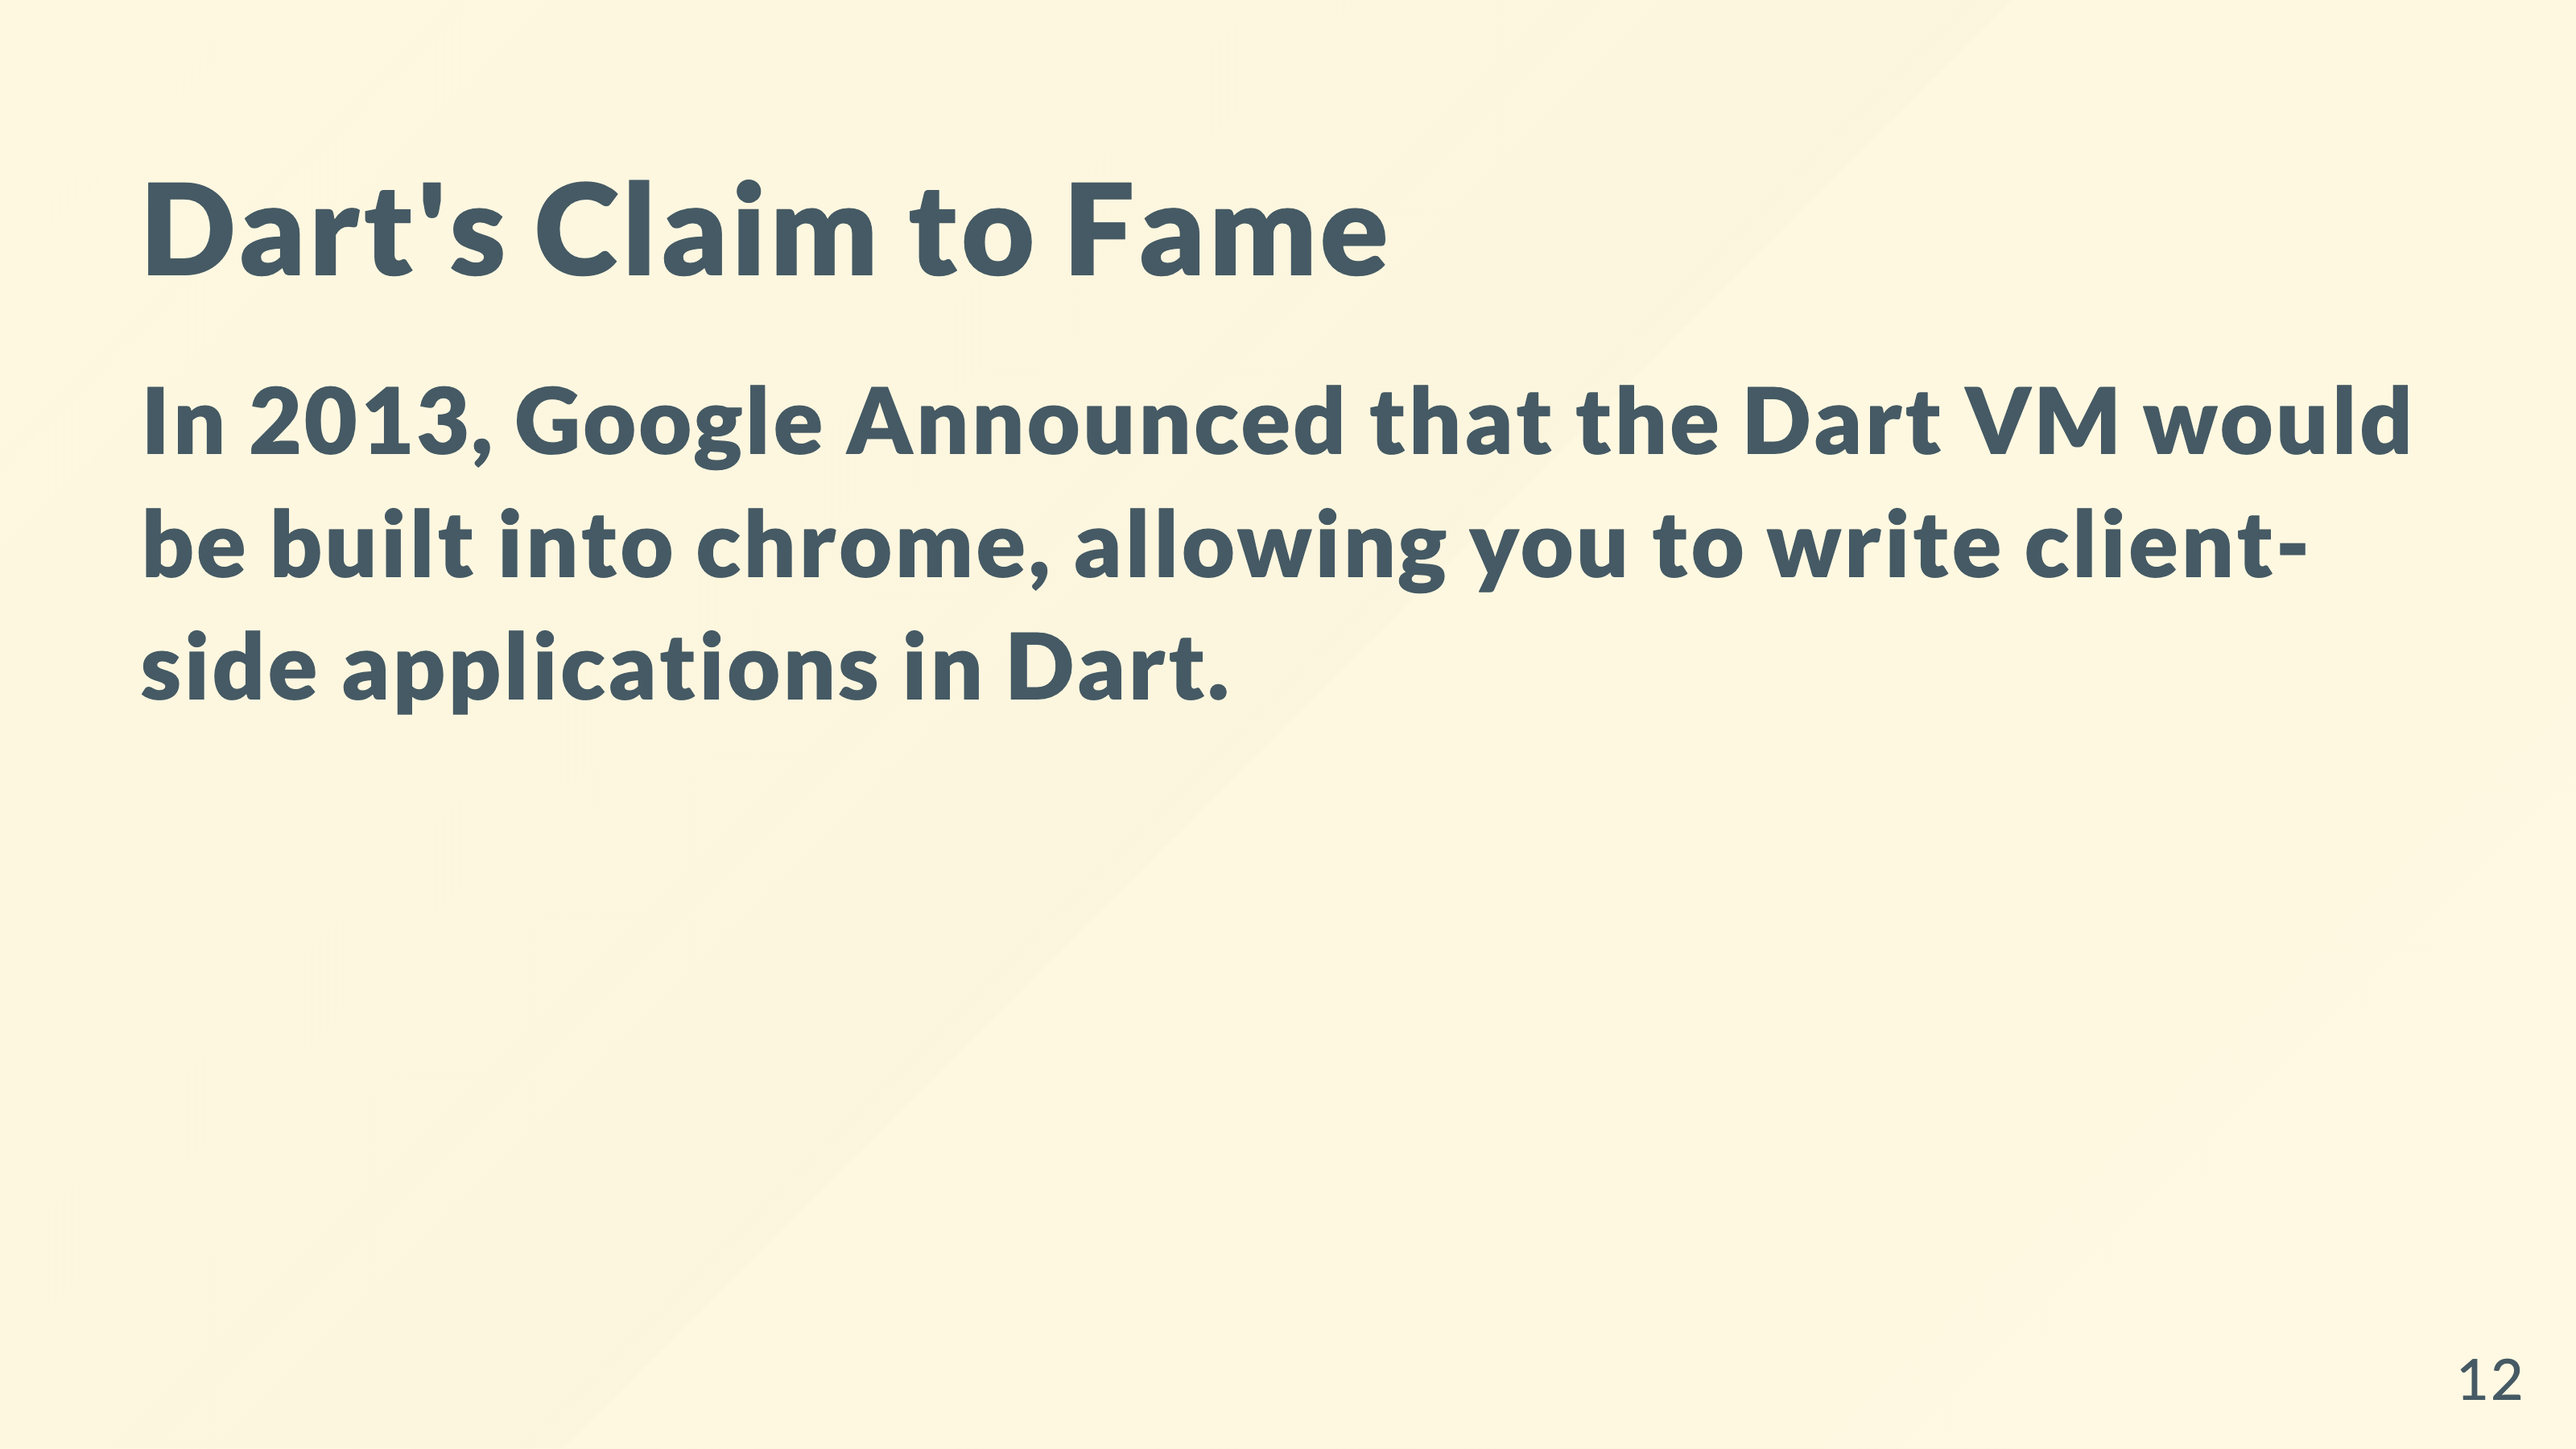 Dart's Claim to Fame
In 2013, Google Announced that the Dart VM would
be built into chrome, allowing you to write client-
side applications in Dart.
12